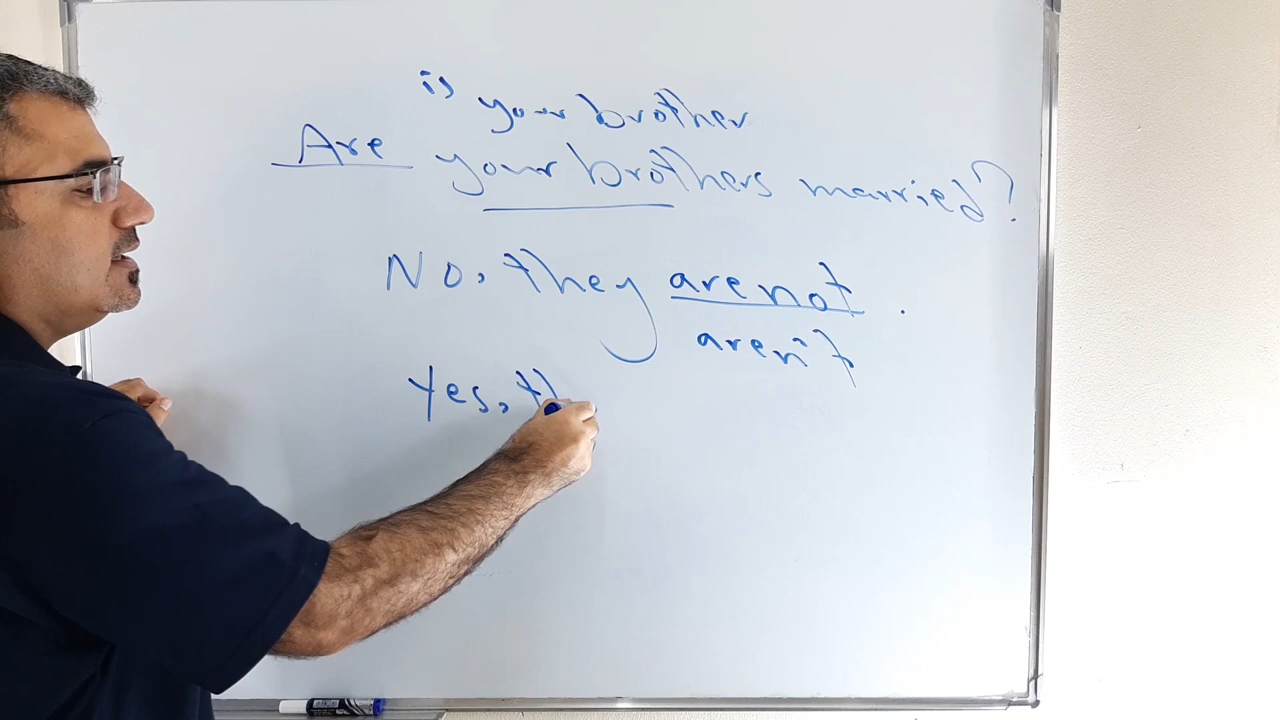 is your brother
Are your brothers married?
No, they are not.
aren't
Yes, th